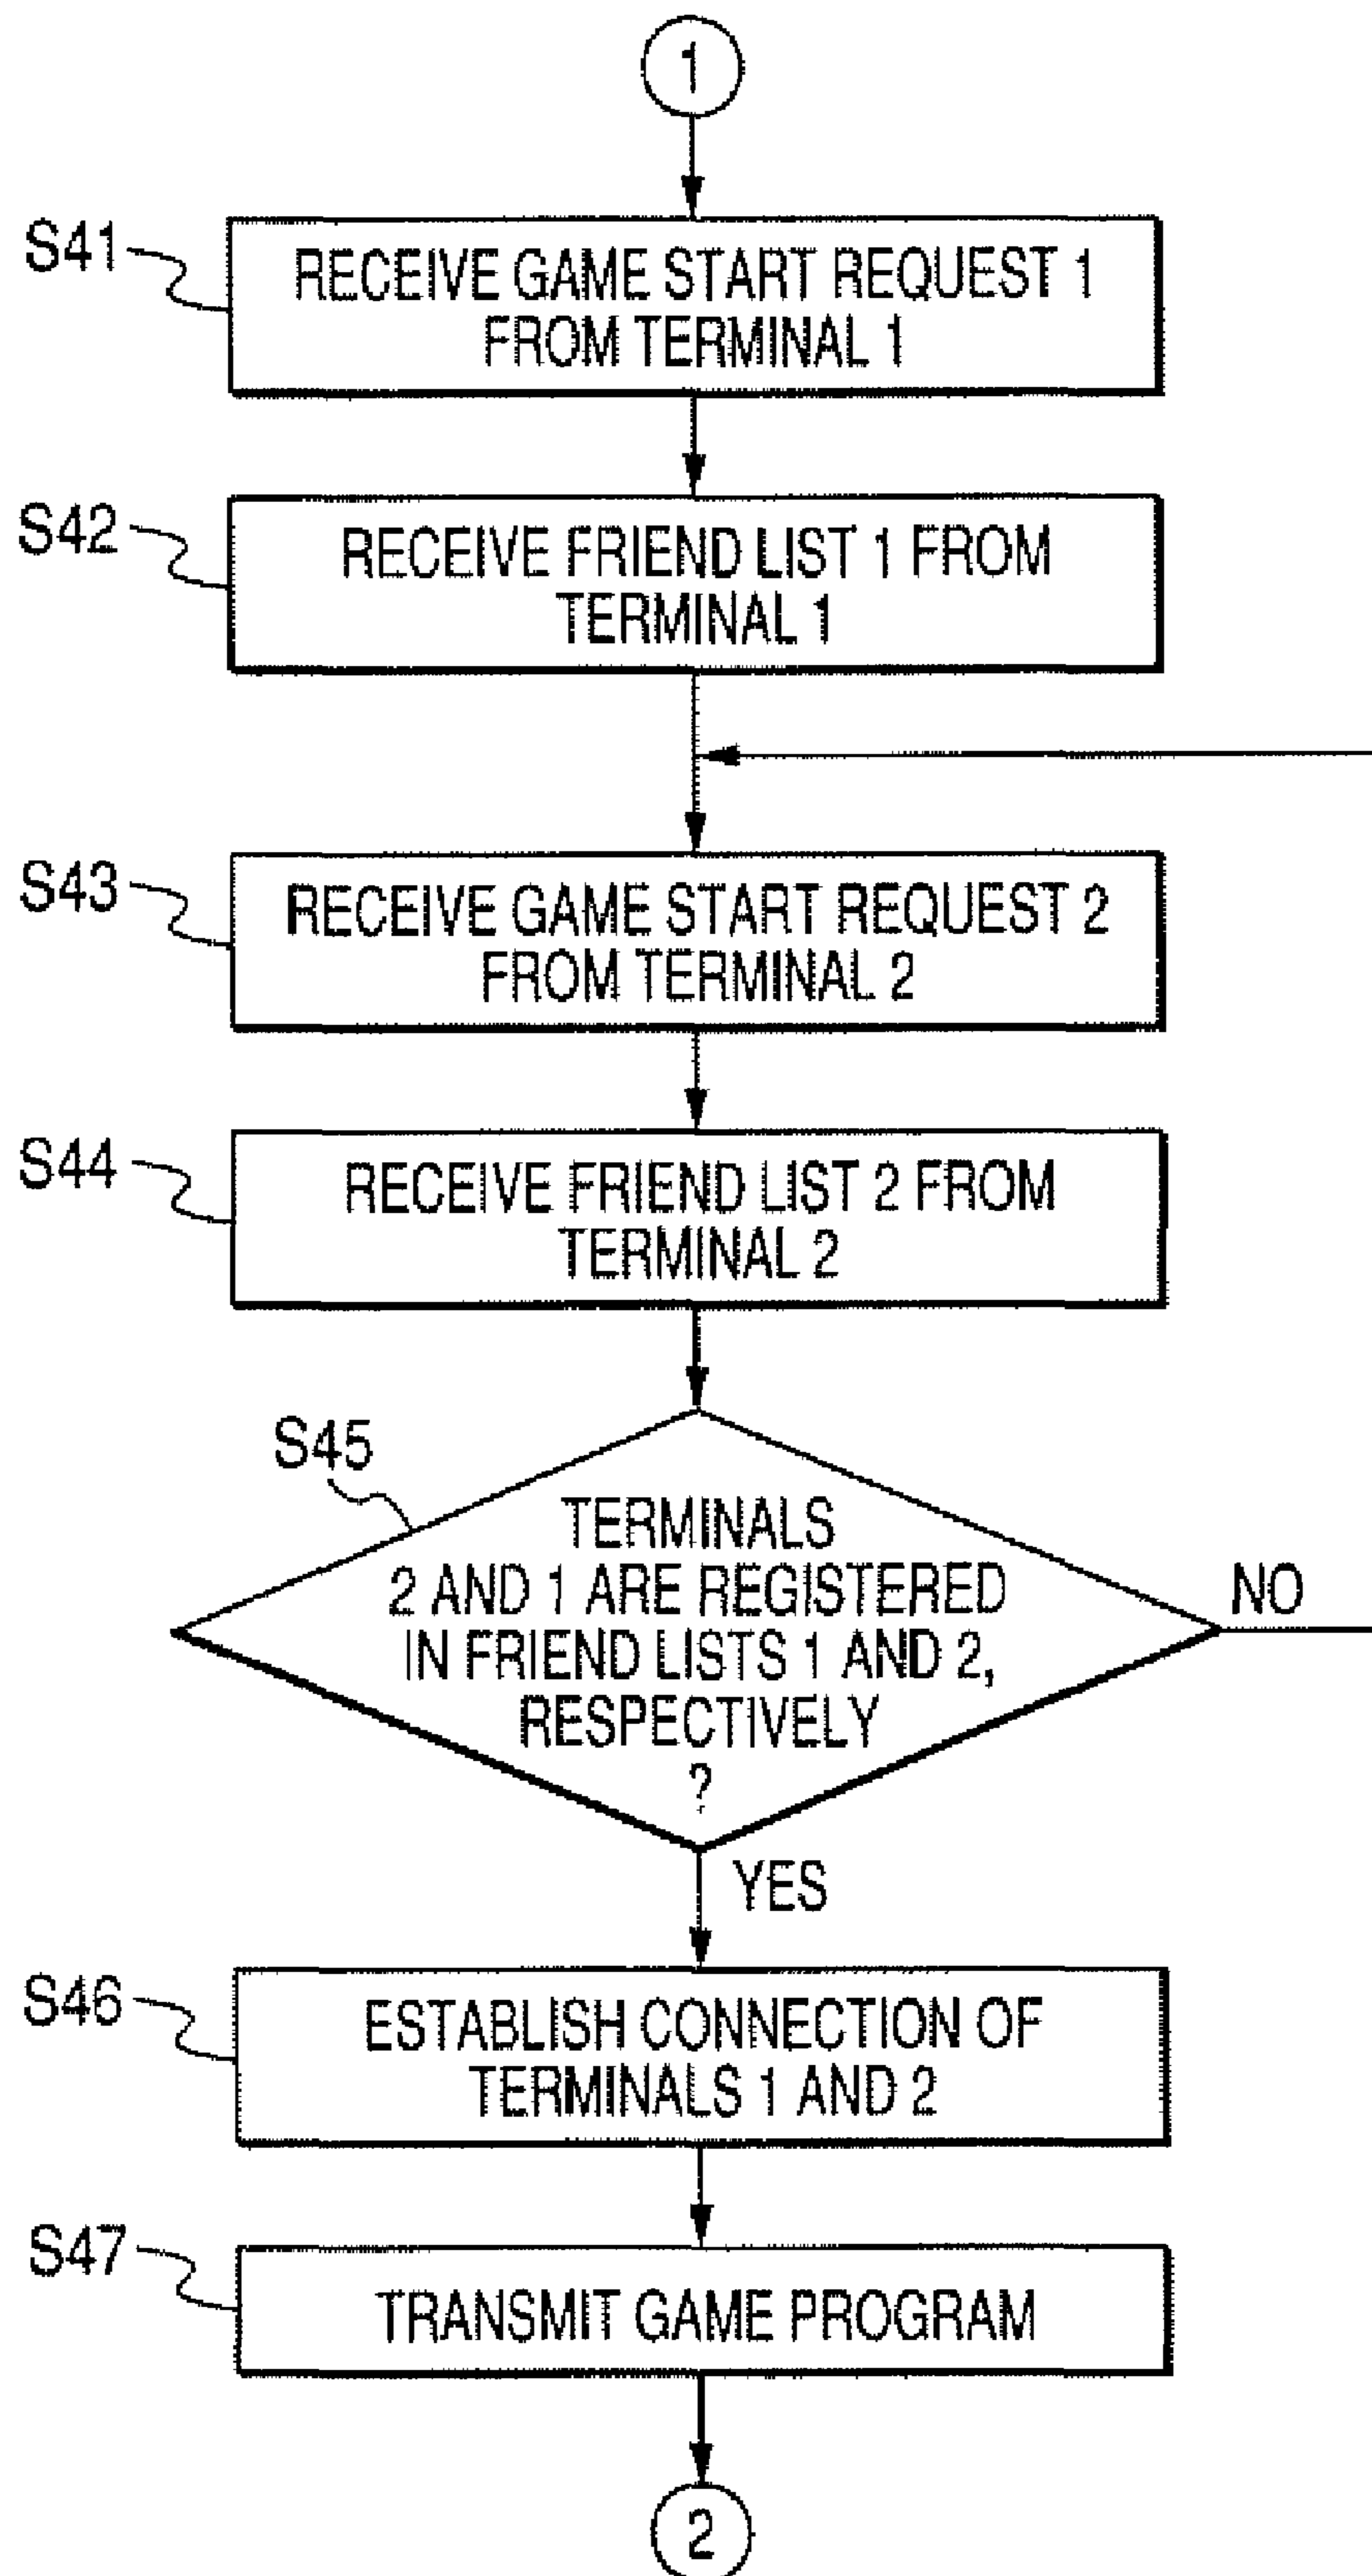 1
S41
RECEIVE GAME START REQUEST 1
FROM TERMINAL 1
S42
RECEIVE FRIEND LIST 1 FROM
TERMINAL 1
S43
RECEIVE GAME START REQUEST 2
FROM TERMINAL 2
S44
RECEIVE FRIEND LIST 2 FROM
TERMINAL 2
S45
TERMINALS
2 AND 1 ARE REGISTERED
IN FRIEND LISTS 1 AND 2,
RESPECTIVELY
?
NO
YES
S46
ESTABLISH CONNECTION OF
TERMINALS 1 AND 2
S47
TRANSMIT GAME PROGRAM
2